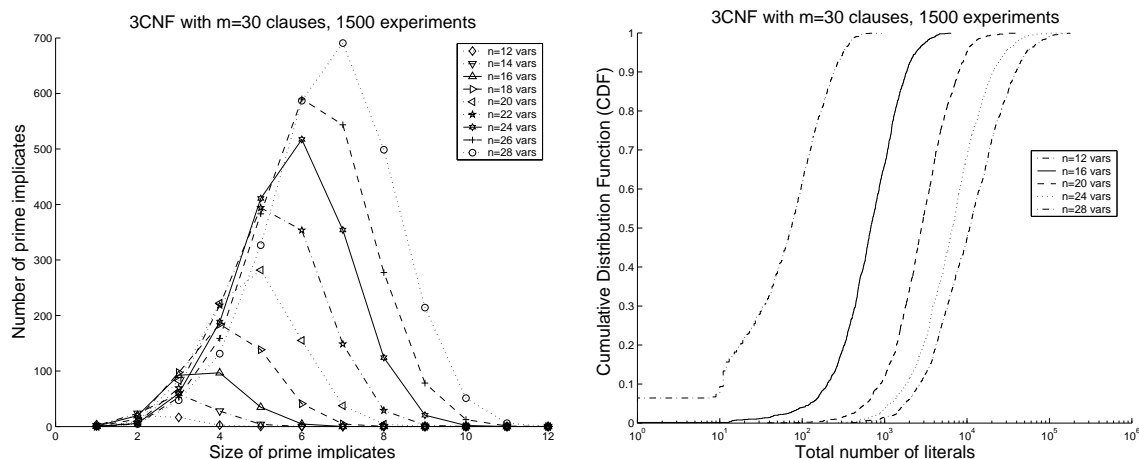 3CNF with m=30 clauses, 1500 experiments
700
600
500
400
300
200
100
0
0
2
4
6
8
10
12
Number of prime implicates
Size of prime implicates
n=12 vars
n=14 vars
n=16 vars
n=18 vars
n=20 vars
n=22 vars
n=24 vars
n=26 vars
n=28 vars
3CNF with m=30 clauses, 1500 experiments
1
0.9
0.8
0.7
0.6
0.5
0.4
0.3
0.2
0.1
0
10^0
10^1
10^2
10^3
10^4
10^5
10^6
Cumulative Distribution Function (CDF)
Total number of literals
n=12 vars
n=16 vars
n=20 vars
n=24 vars
n=28 vars